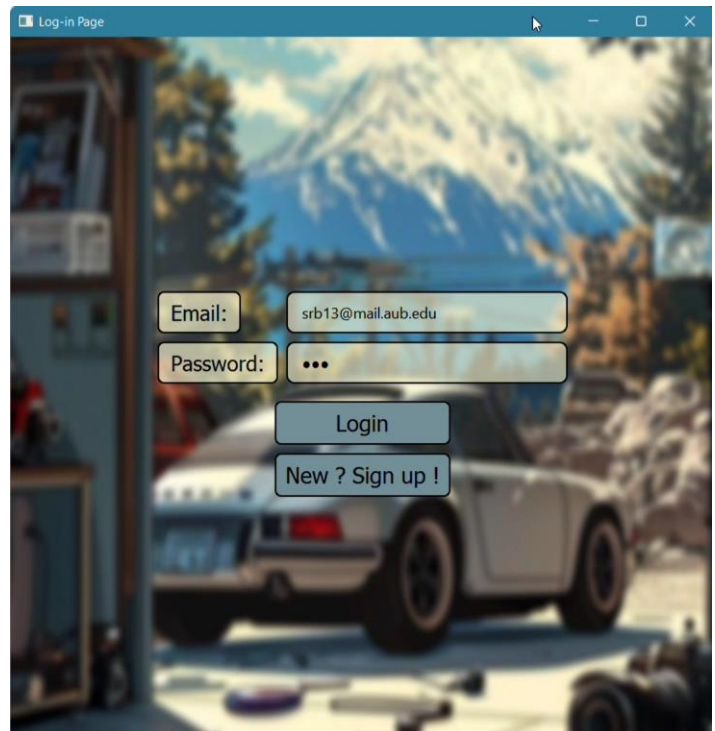 Log-in Page
Email:
srb13@mail.aub.edu
Password:
•••
Login
New ? Sign up !